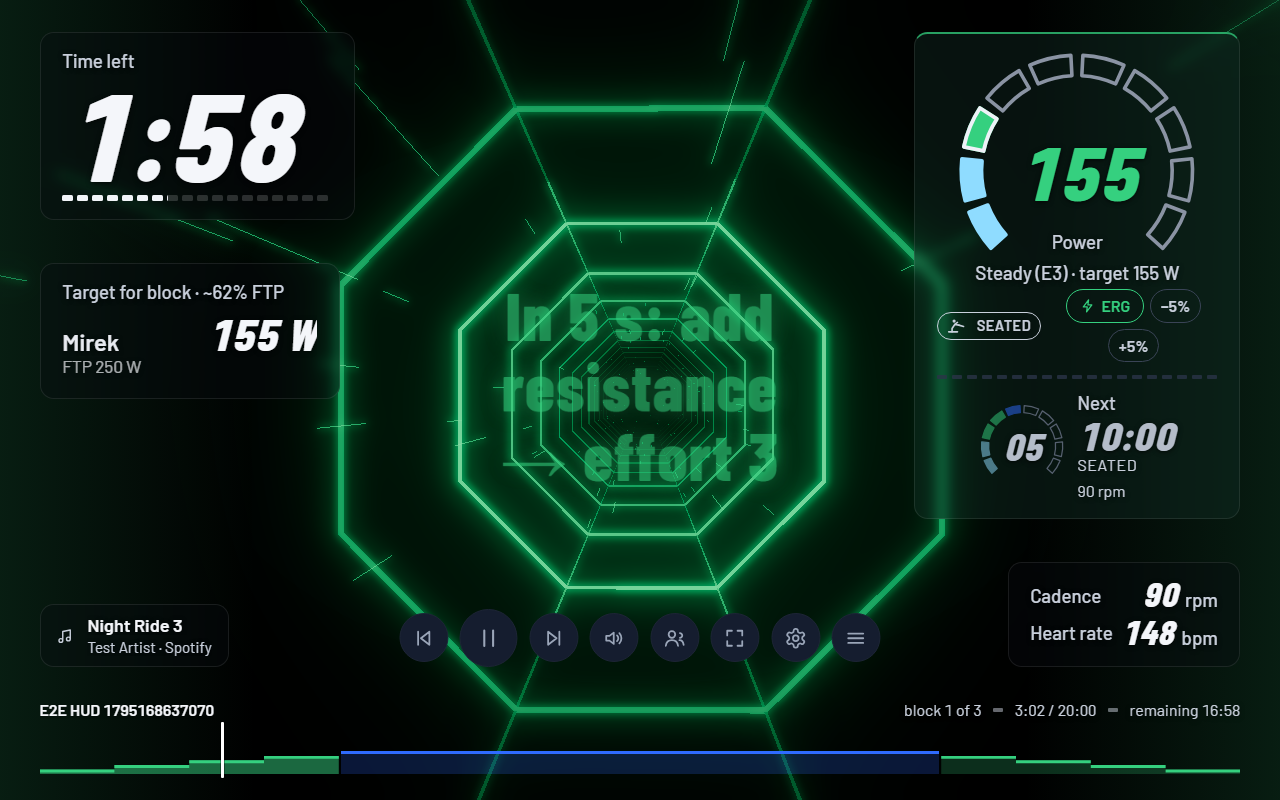 Time left
1:58
Target for block · ~62% FTP
Mirek
155 W
FTP 250 W
In 5 s: add
resistance
→ effort 3
155
Power
Steady (E3) · target 155 W
SEATED
ERG
−5%
+5%
Next
05
10:00
SEATED
90 rpm
Cadence 90 rpm
Heart rate 148 bpm
Night Ride 3
Test Artist · Spotify
E2E HUD 1795168637070
block 1 of 3 – 3:02 / 20:00 – remaining 16:58